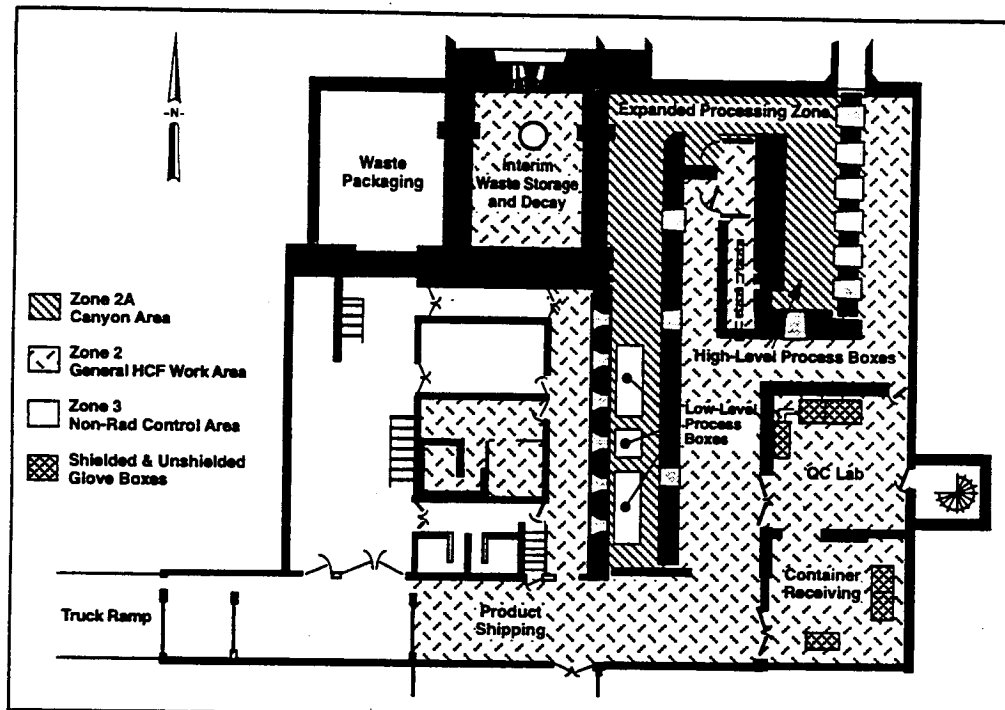 -N-
Expanded Processing Zone
Waste
Packaging
Interim
Waste Storage
and Decay
Zone 2A
Canyon Area
Zone 2
General HCF Work Area
Zone 3
Non-Rad Control Area
Shielded & Unshielded
Glove Boxes
High-Level Process Boxes
Low-Level
Process
Boxes
QC Lab
Container
Receiving
Truck Ramp
Product
Shipping